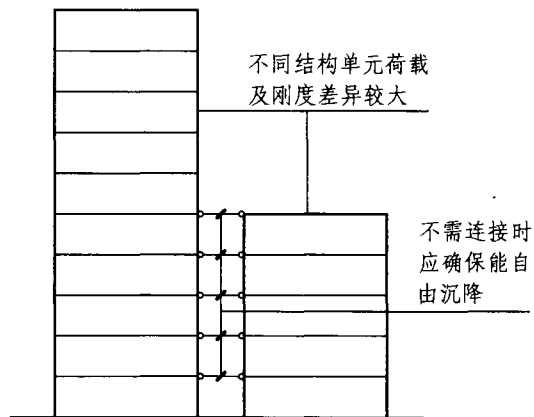 不同结构单元荷载
及刚度差异较大
不需连接时
应确保能自
由沉降